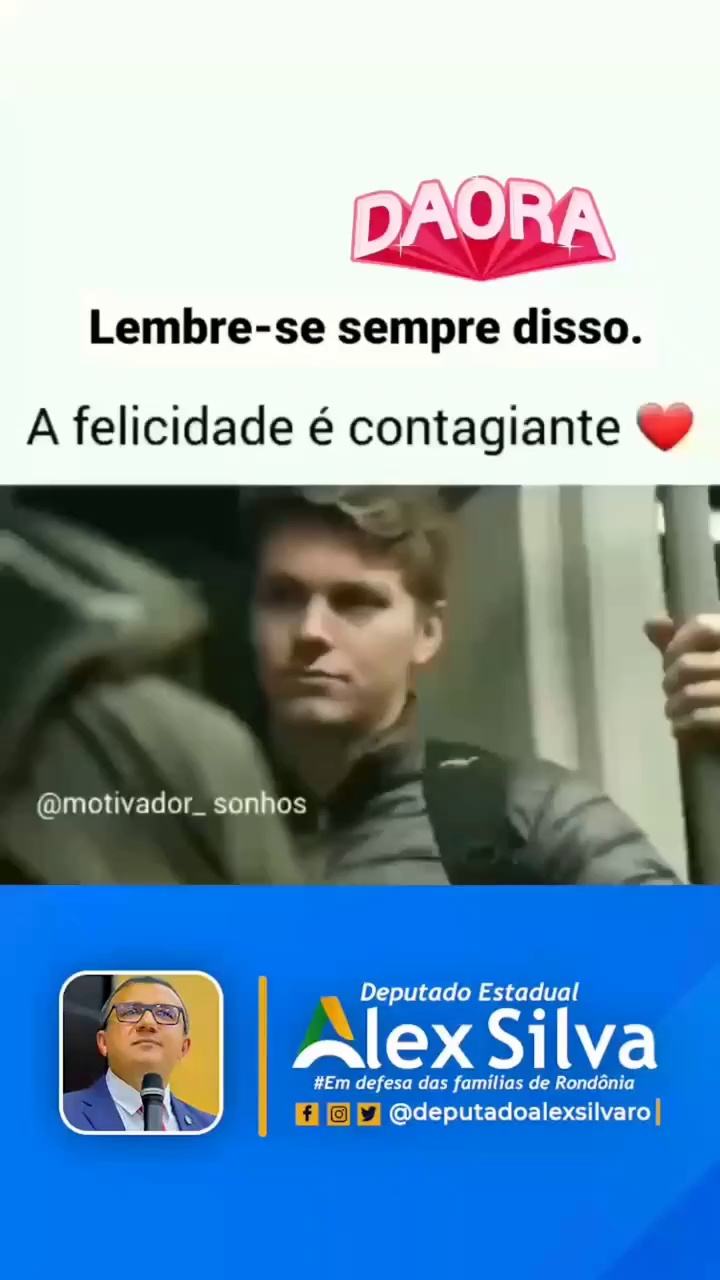 DAORA
Lembre-se sempre disso.
A felicidade é contagiante ❤️
@motivador_ sonhos
Deputado Estadual
Alex Silva
#Em defesa das famílias de Rondônia
@deputadoalexsilvaro